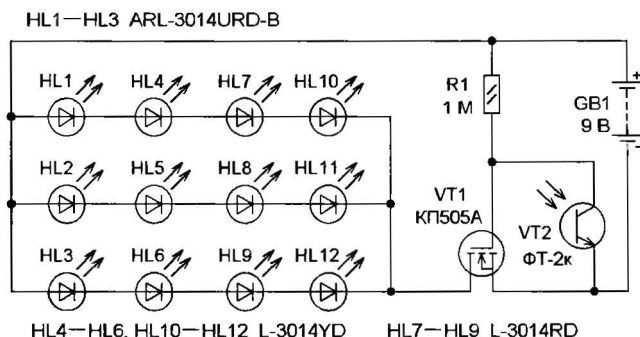 HL1—HL3 ARL-3014URD-B
HL1 HL4 HL7 HL10
R1
1 М
GB1
9 В
HL2 HL5 HL8 HL11
VT1
КП505А
VT2
ФТ-2к
HL3 HL6 HL9 HL12
HL4—HL6, HL10—HL12 L-3014YD HL7—HL9 L-3014RD